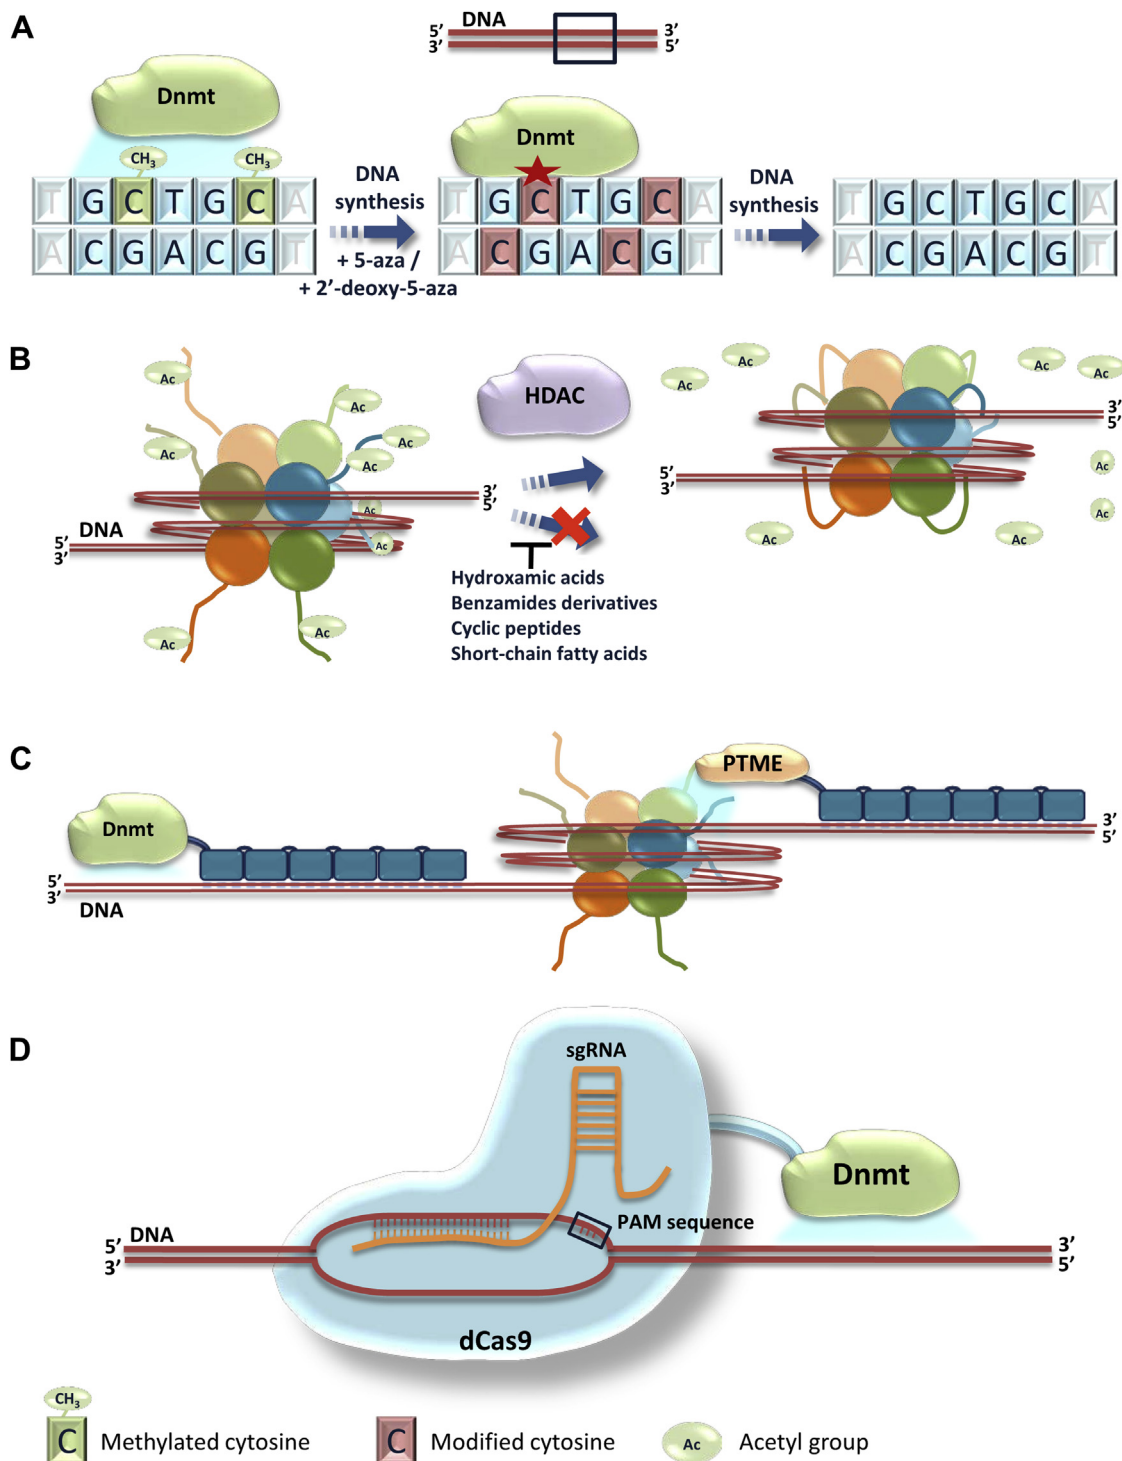 A
DNA
5’ 3’
3’ 5’
Dnmt
CH3 CH3
T G C T G C A
A C G A C G T
DNA
synthesis
+ 5-aza /
+ 2’-deoxy-5-aza
Dnmt
T G C T G C A
A C G A C G T
DNA
synthesis
T G C T G C A
A C G A C G T
B
Ac
Ac
Ac
Ac
Ac
Ac
Ac
Ac
Ac
DNA
5’
3’
3’
5’
HDAC
Hydroxamic acids
Benzamides derivatives
Cyclic peptides
Short-chain fatty acids
Ac
Ac
Ac
Ac
Ac
Ac
Ac
Ac
3’
5’
5’
3’
C
Dnmt
5’
3’
DNA
PTME
3’
5’
D
sgRNA
Dnmt
PAM sequence
DNA
5’ 3’
3’ 5’
dCas9
CH3
C Methylated cytosine
C Modified cytosine
Ac Acetyl group